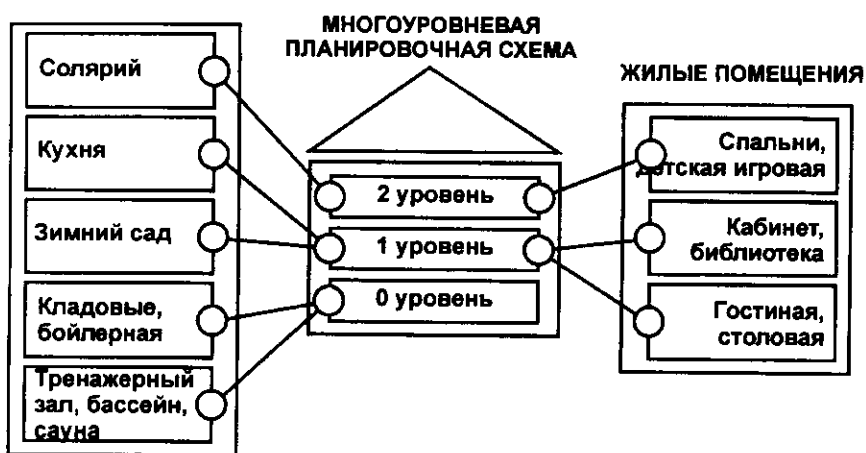 МНОГОУРОВНЕВАЯ
ПЛАНИРОВОЧНАЯ СХЕМА
Солярий
Кухня
Зимний сад
Кладовые,
бойлерная
Тренажерный
зал, бассейн,
сауна
2 уровень
1 уровень
0 уровень
ЖИЛЫЕ ПОМЕЩЕНИЯ
Спальни,
детская игровая
Кабинет,
библиотека
Гостиная,
столовая